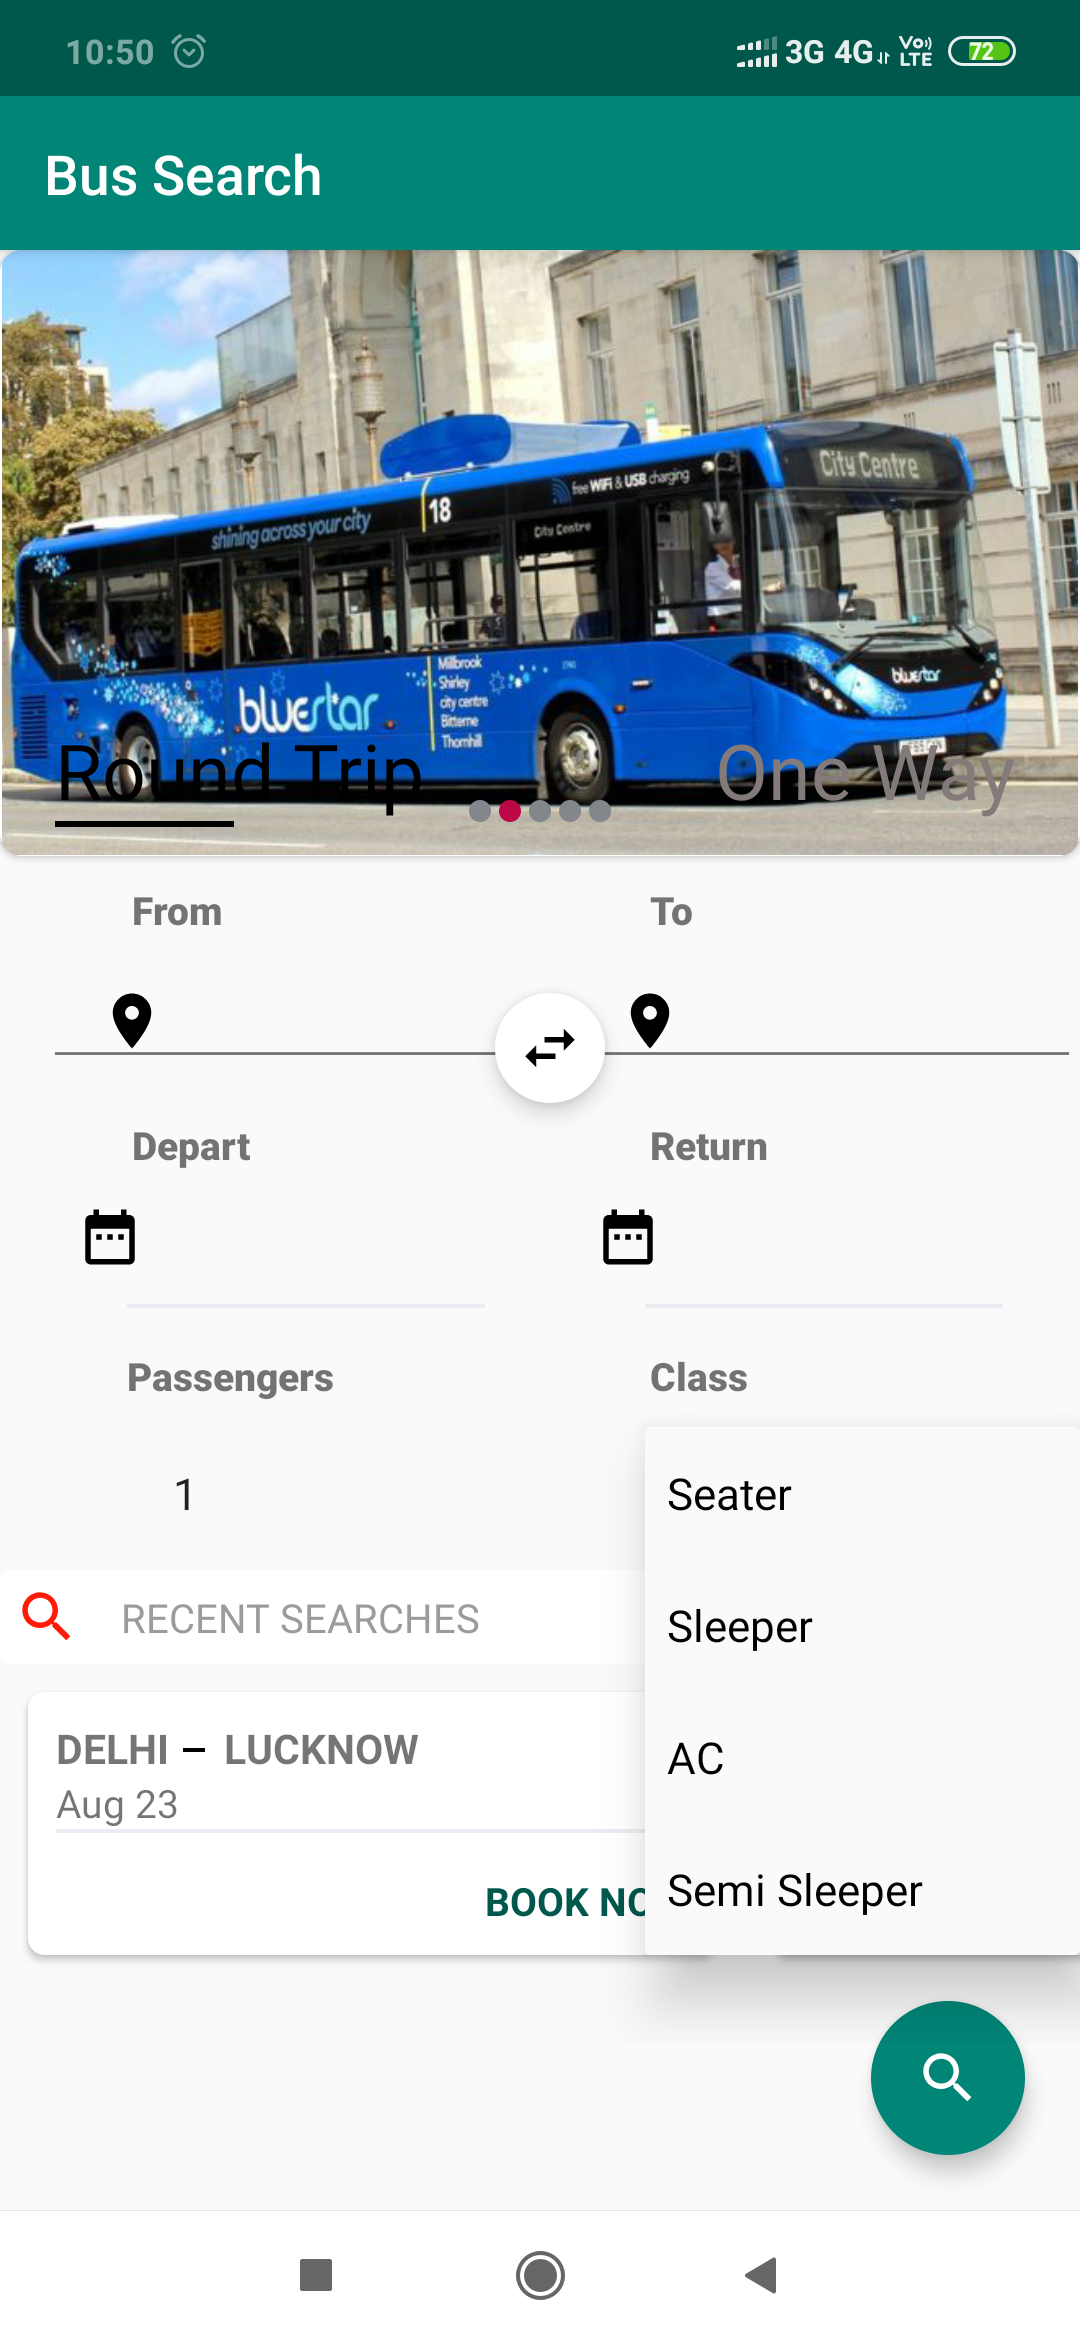 10:50 3G 4G Vo) LTE 72
Bus Search
City Centre
free WiFi & USB charging
18
shining across your city
City Centre
Millbrook
Shirley
city centre
Bitterne
Thornhill
bluestar
bluestar
Round Trip One Way
From To
Depart Return
Passengers Class
1 Seater
RECENT SEARCHES Sleeper
DELHI – LUCKNOW AC
Aug 23
BOOK NO Semi Sleeper